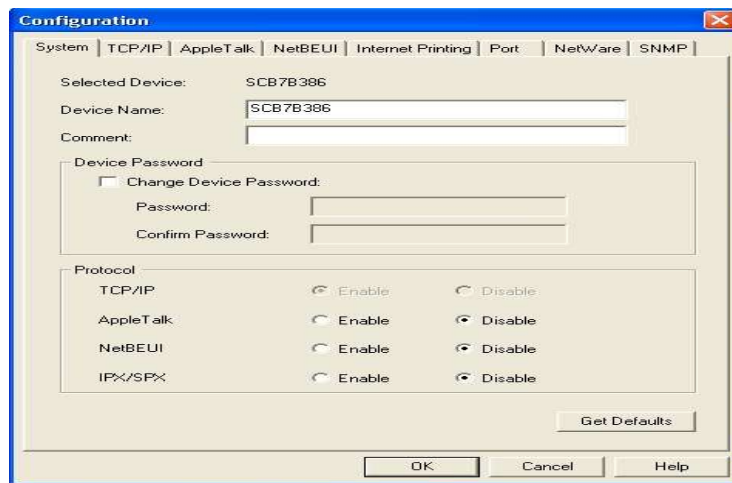 Configuration
System TCP/IP AppleTalk NetBEUI Internet Printing Port NetWare SNMP
Selected Device: SCB7B386
Device Name: SCB7B386
Comment:
Device Password
Change Device Password:
Password:
Confirm Password:
Protocol
TCP/IP Enable Disable
AppleTalk Enable Disable
NetBEUI Enable Disable
IPX/SPX Enable Disable
Get Defaults
OK Cancel Help